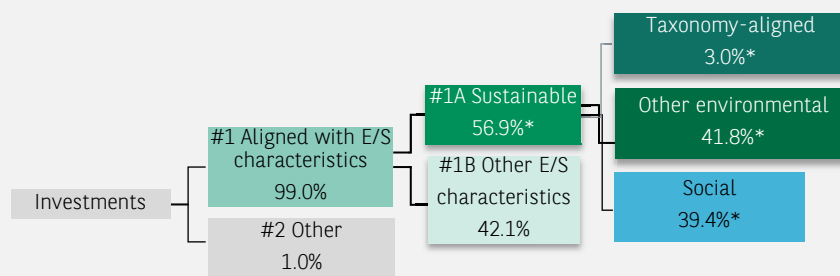 Investments
#1 Aligned with E/S
characteristics
99.0%
#2 Other
1.0%
#1A Sustainable
56.9%*
#1B Other E/S
characteristics
42.1%
Taxonomy-aligned
3.0%*
Other environmental
41.8%*
Social
39.4%*